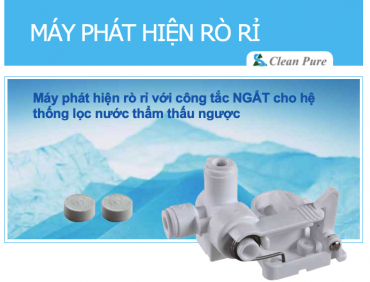 MÁY PHÁT HIỆN RÒ RỈ
Clean Pure
Máy phát hiện rò rỉ với công tắc NGẮT cho hệ
thống lọc nước thẩm thấu ngược